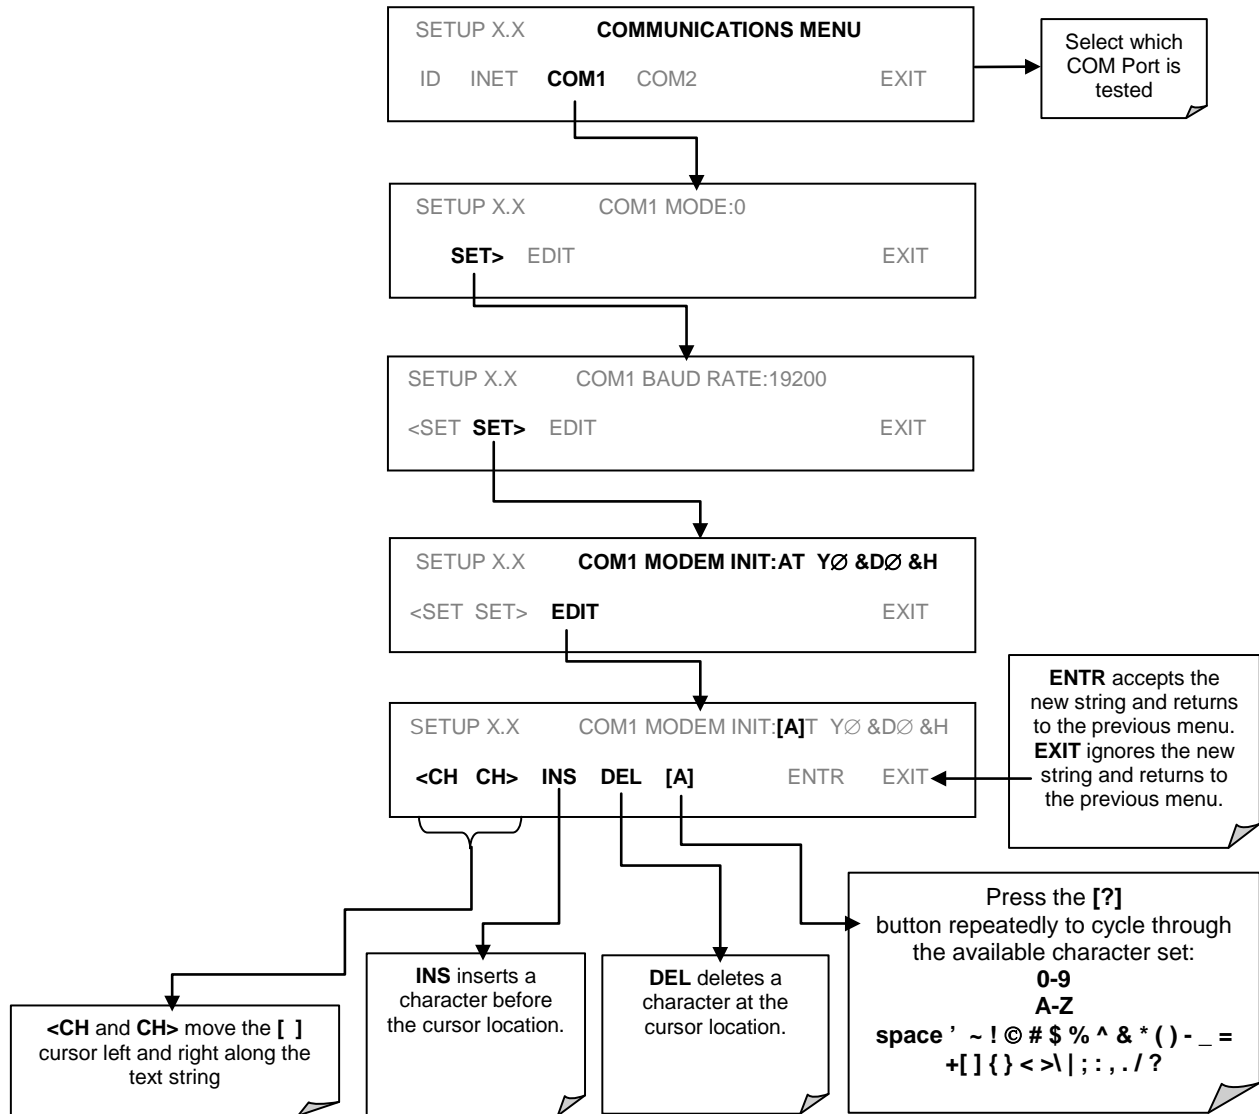 SETUP X.X COMMUNICATIONS MENU
ID INET COM1 COM2 EXIT
Select which
COM Port is
tested
SETUP X.X COM1 MODE:0
SET> EDIT EXIT
SETUP X.X COM1 BAUD RATE:19200
<SET SET> EDIT EXIT
SETUP X.X COM1 MODEM INIT:AT Y∅ &D∅ &H
<SET SET> EDIT EXIT
SETUP X.X COM1 MODEM INIT:[A]T Y∅ &D∅ &H
<CH CH> INS DEL [A] ENTR EXIT
ENTR accepts the
new string and returns
to the previous menu.
EXIT ignores the new
string and returns to
the previous menu.
<CH and CH> move the [ ]
cursor left and right along the
text string
INS inserts a
character before
the cursor location.
DEL deletes a
character at the
cursor location.
Press the [?]
button repeatedly to cycle through
the available character set:
0-9
A-Z
space ’ ~ ! © # $ % ^ & * ( ) - _ =
+[ ] { } < >\ | ; : , . / ?